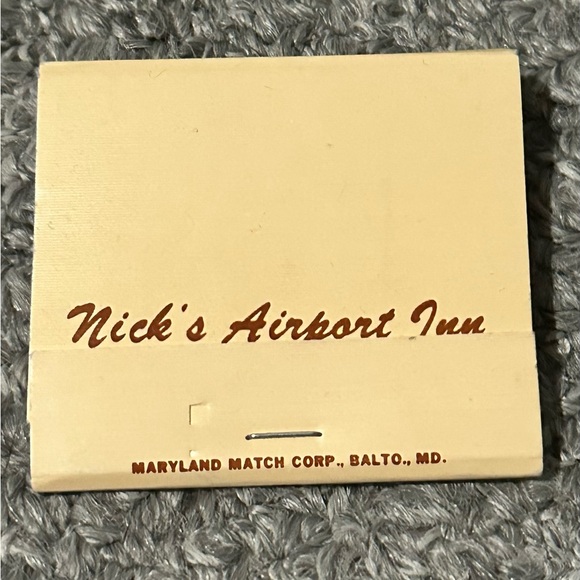 Nick's Airport Inn
MARYLAND MATCH CORP., BALTO., MD.